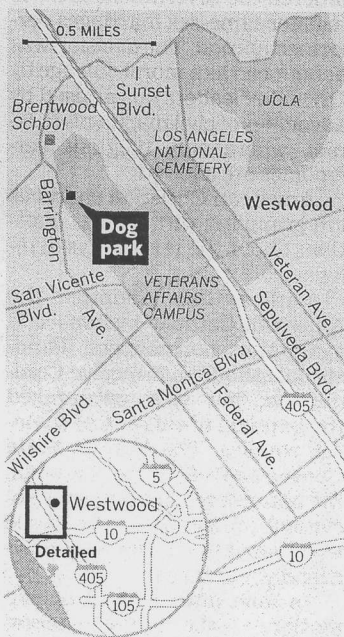 0.5 MILES
Sunset
Blvd.
UCLA
Brentwood
School
LOS ANGELES
NATIONAL
CEMETERY
Barrington
Ave.
Westwood
Dog
park
Veteran Ave.
San Vicente
Blvd.
VETERANS
AFFAIRS
CAMPUS
Sepulveda Blvd.
Santa Monica Blvd.
405
Wilshire Blvd.
Federal Ave.
5
Westwood
10
Detailed
405
105
10